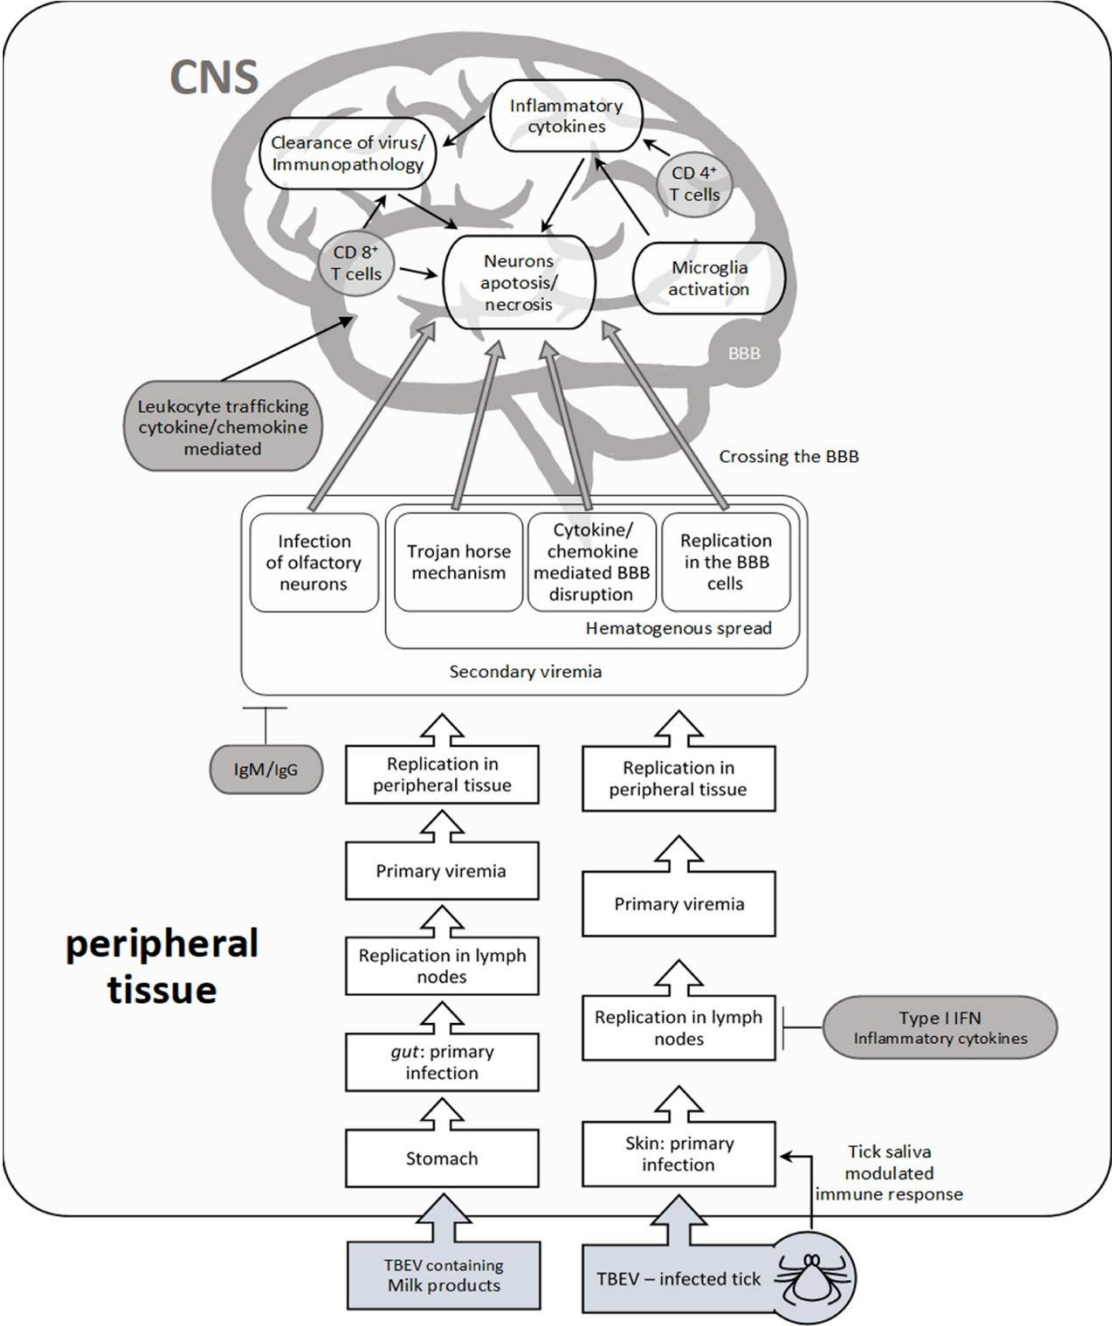 CNS
Inflammatory
cytokines
Clearance of virus/
Immunopathology
CD 4+
T cells
CD 8+
T cells
Neurons
apotosis/
necrosis
Microglia
activation
BBB
Leukocyte trafficking
cytokine/chemokine
mediated
Crossing the BBB
Infection
of olfactory
neurons
Trojan horse
mechanism
Cytokine/
chemokine
mediated BBB
disruption
Replication
in the BBB
cells
Hematogenous spread
Secondary viremia
IgM/IgG
Replication in
peripheral tissue
Replication in
peripheral tissue
Primary viremia
Primary viremia
peripheral
tissue
Replication in lymph
nodes
Replication in lymph
nodes
Type I IFN
Inflammatory cytokines
gut: primary
infection
Stomach
Skin: primary
infection
Tick saliva
modulated
immune response
TBEV containing
Milk products
TBEV – infected tick